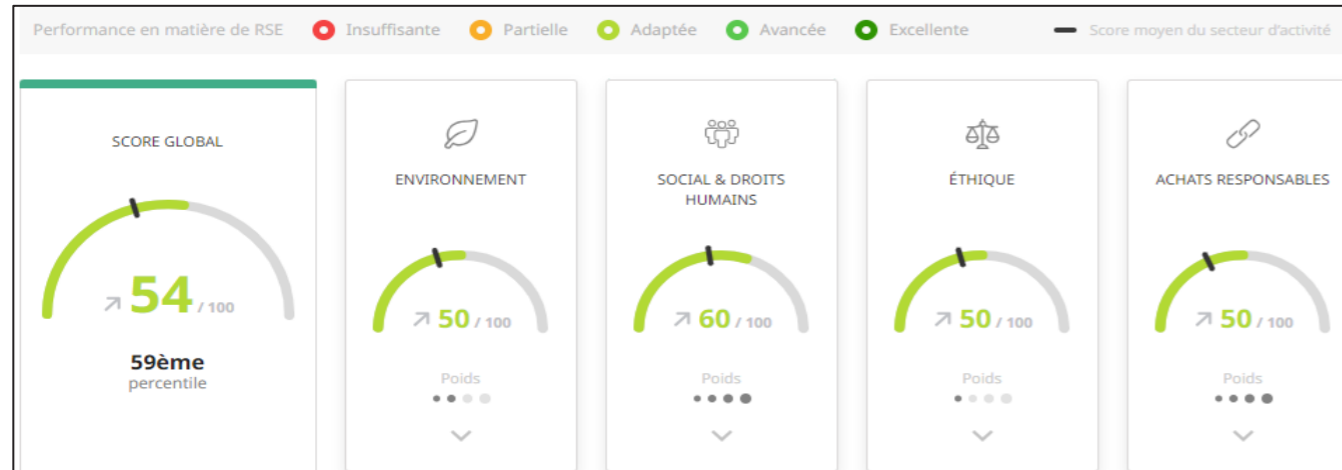 Performance en matière de RSE Insuffisante Partielle Adaptée Avancée Excellente Score moyen du secteur d'activité
SCORE GLOBAL
54 / 100
59ème
percentile
ENVIRONNEMENT
50 / 100
Poids
SOCIAL & DROITS
HUMAINS
60 / 100
Poids
ÉTHIQUE
50 / 100
Poids
ACHATS RESPONSABLES
50 / 100
Poids